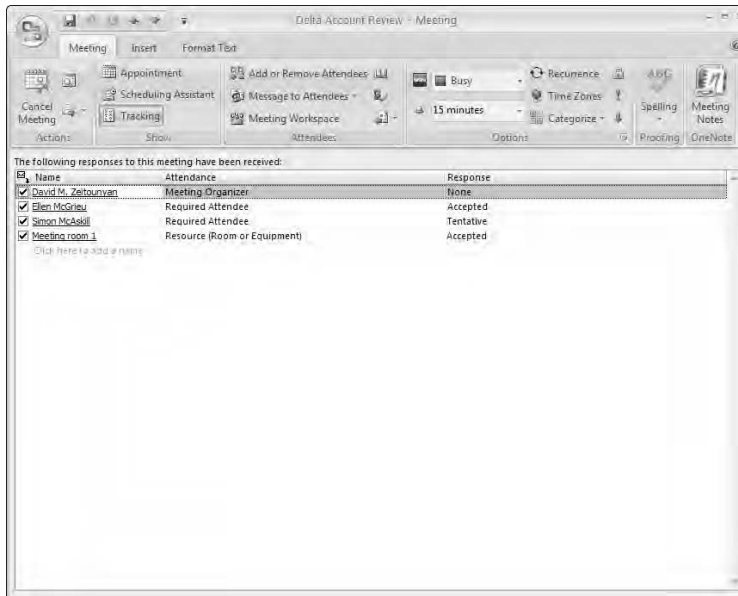 Delta Account Review - Meeting
Meeting Insert Format Text
Cancel Meeting
Appointment
Scheduling Assistant
Tracking
Add or Remove Attendees
Message to Attendees
Meeting Workspace
Busy
15 minutes
Recurrence
Time Zones
Categorize
ABC
Spelling
Meeting Notes
Actions Show Attendees Options Proofing OneNote
The following responses to this meeting have been received:
Name Attendance Response
David M. Zeitounyan Meeting Organizer None
Ellen McGrieu Required Attendee Accepted
Simon McAskill Required Attendee Tentative
Meeting room 1 Resource (Room or Equipment) Accepted
Click here to add a name